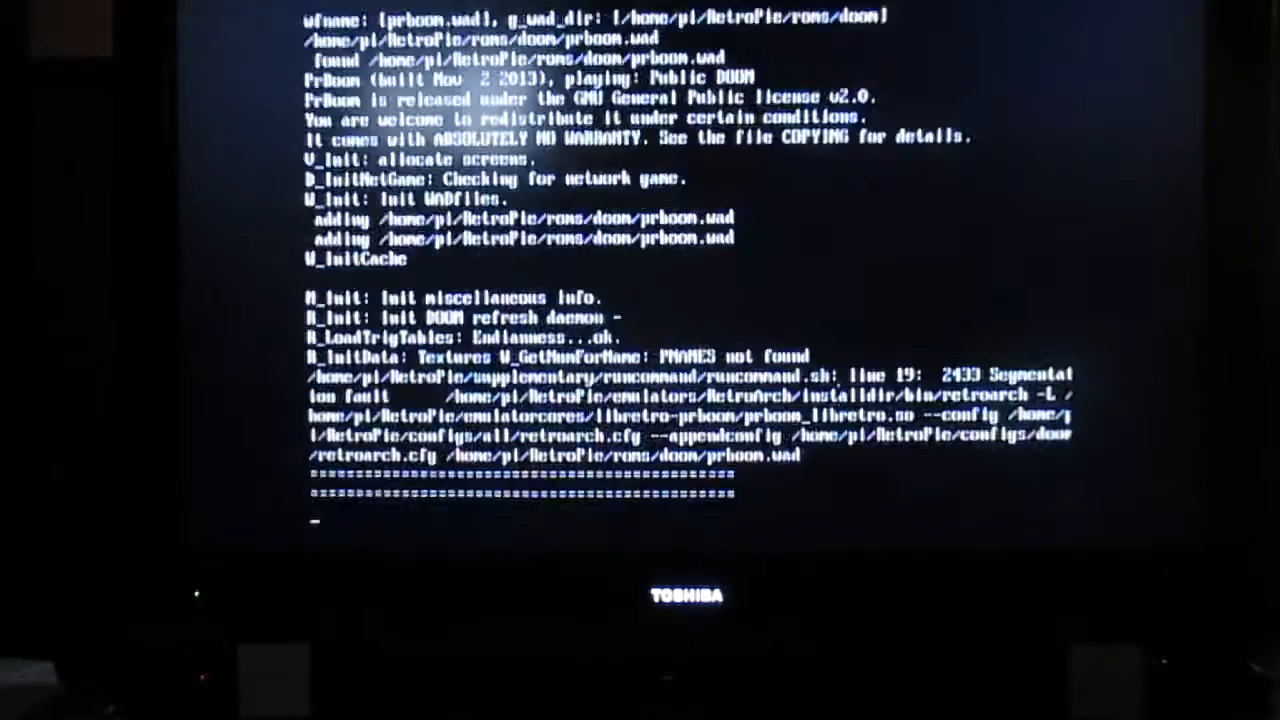 wfname: [prboom.wad], g_wad_dir: [/home/pi/RetroPie/roms/doom]
/home/pi/RetroPie/roms/doom/prboom.wad
found /home/pi/RetroPie/roms/doom/prboom.wad
PrBoom (built Nov  2 2013), playing: Public DOOM
PrBoom is released under the GNU General Public license v2.0.
You are welcome to redistribute it under certain conditions.
It comes with ABSOLUTELY NO WARRANTY. See the file COPYING for details.
V_Init: allocate screens.
D_InitNetGame: Checking for network game.
W_Init: Init WADfiles.
adding /home/pi/RetroPie/roms/doom/prboom.wad
adding /home/pi/RetroPie/roms/doom/prboom.wad
W_InitCache
M_Init: Init miscellaneous info.
R_Init: Init DOOM refresh daemon -
R_LoadTrigTables: Endianness...ok.
R_InitData: Textures W_GetNumForName: PNAMES not found
/home/pi/RetroPie/supplementary/runcommand/runcommand.sh: line 19:  2433 Segmentat
ion fault      /home/pi/RetroPie/emulators/RetroArch/installdir/bin/retroarch -L /
home/pi/RetroPie/emulatorcores/libretro-prboom/prboom_libretro.so --config /home/p
i/RetroPie/configs/all/retroarch.cfg --appendconfig /home/pi/RetroPie/configs/doom
/retroarch.cfg /home/pi/RetroPie/roms/doom/prboom.wad
===============================================
===============================================
TOSHIBA